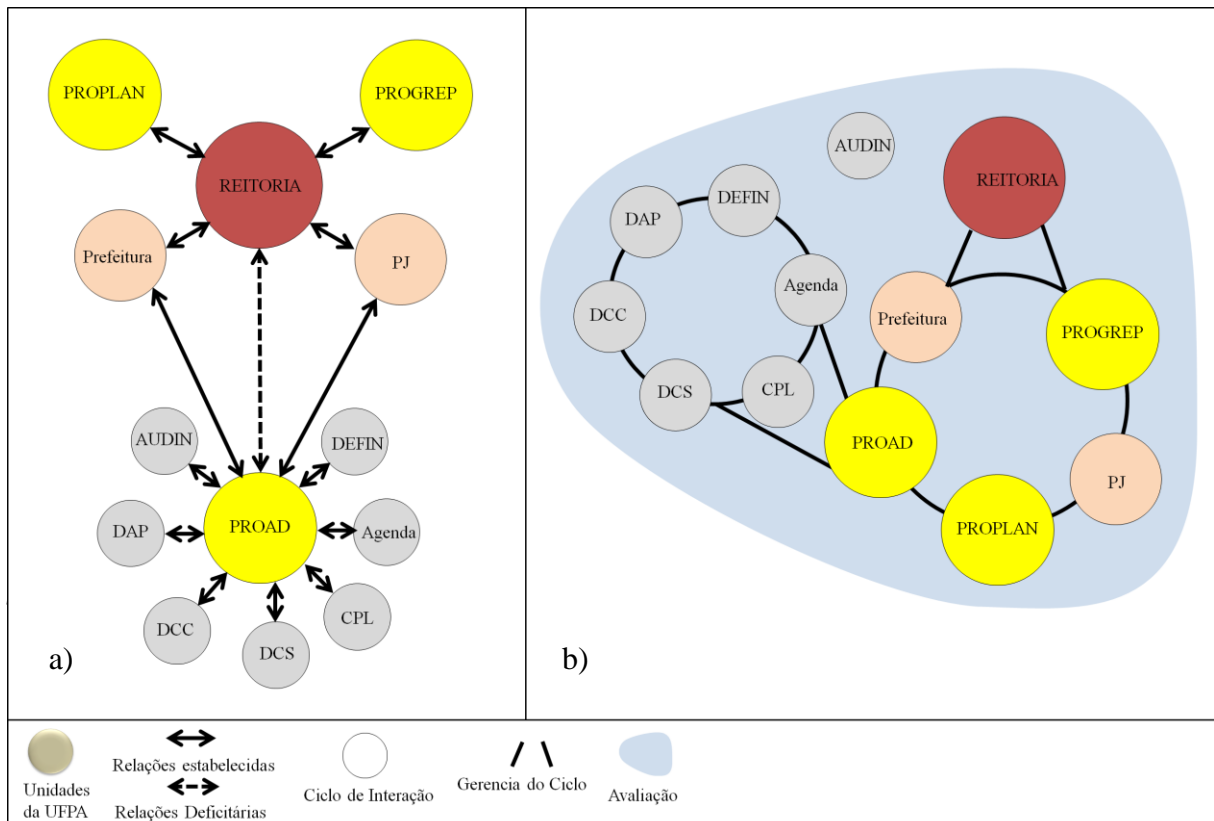 PROPLAN
PROGREP
REITORIA
Prefeitura
PJ
AUDIN
DEFIN
DAP
PROAD
Agenda
DCC
DCS
CPL
a)
AUDIN
REITORIA
DEFIN
DAP
Agenda
DCC
Prefeitura
PROGREP
DCS
CPL
PROAD
PJ
PROPLAN
b)
Unidades
da UFPA
Relações estabelecidas
Relações Deficitárias
Ciclo de Interação
Gerencia do Ciclo
Avaliação